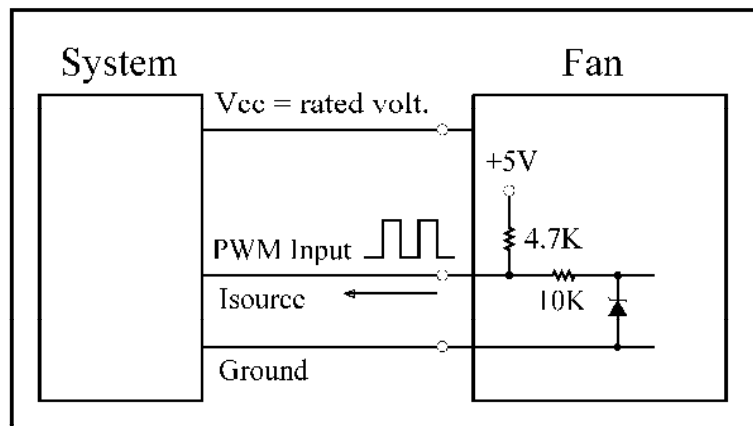 System
Fan
Vcc = rated volt.
+5V
4.7K
PWM Input
10K
Isource
Ground